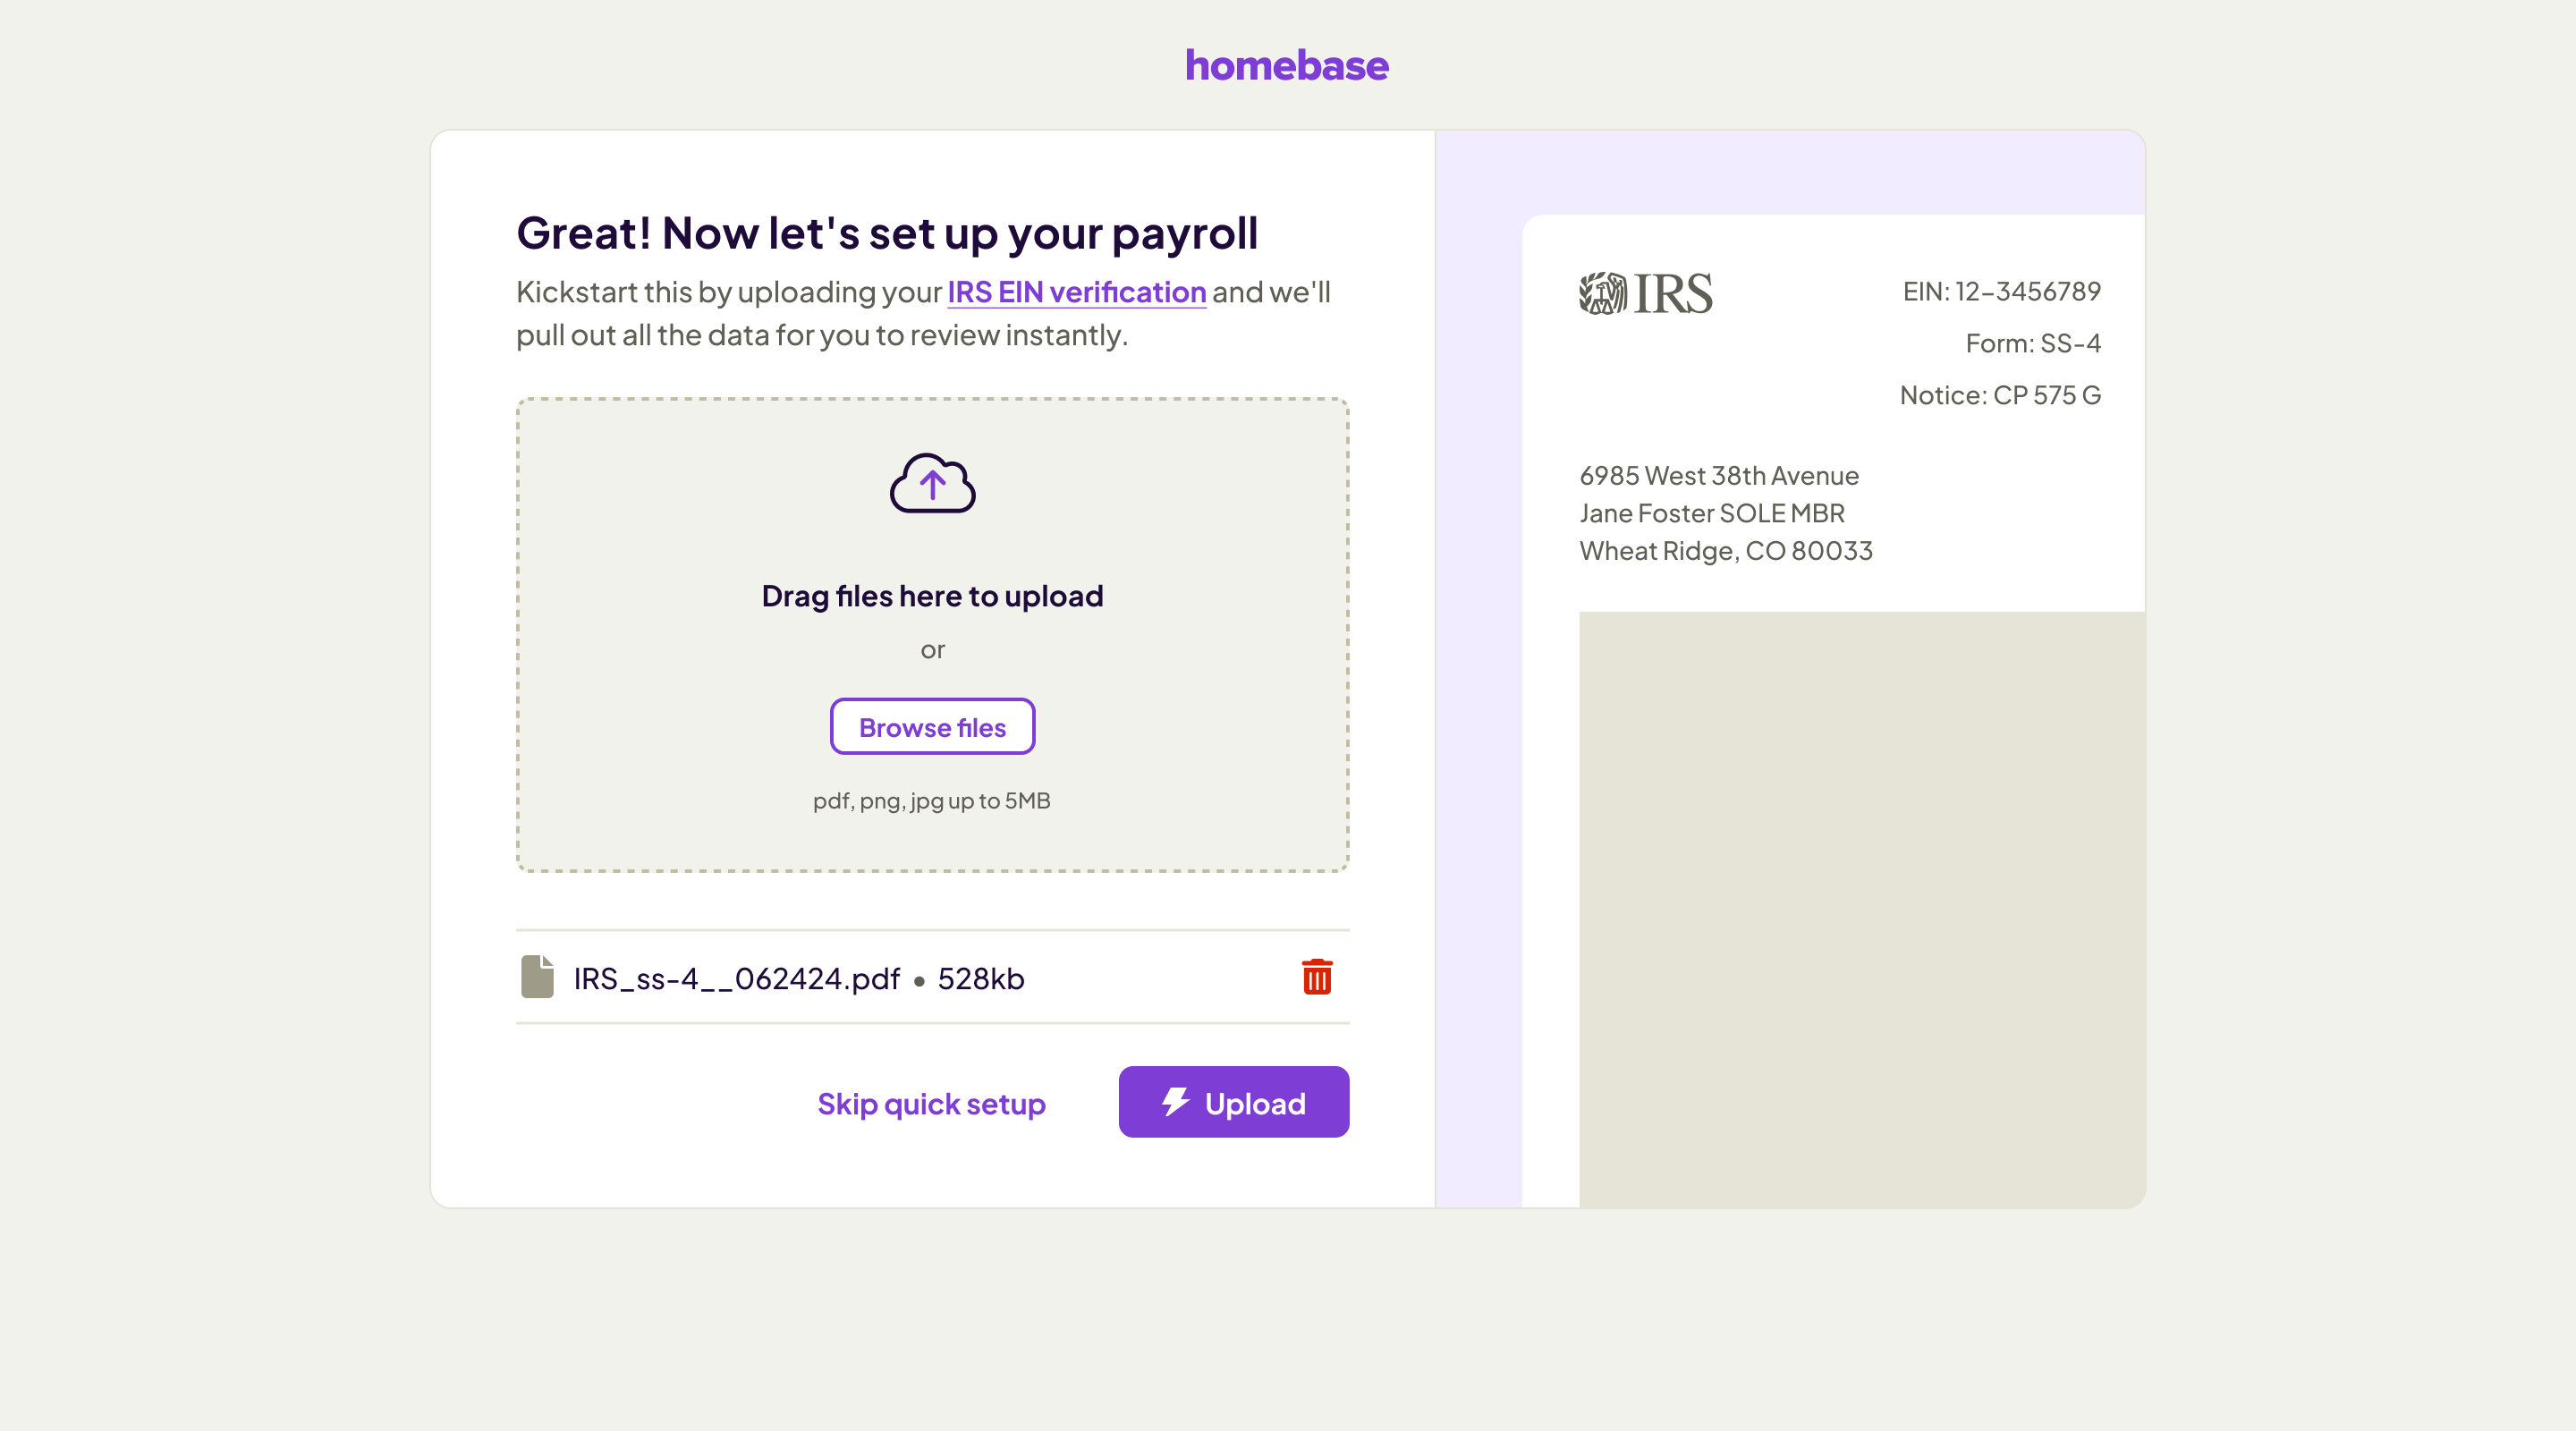 homebase
Great! Now let's set up your payroll
Kickstart this by uploading your IRS EIN verification and we'll
pull out all the data for you to review instantly.
Drag files here to upload
or
Browse files
pdf, png, jpg up to 5MB
IRS_ss-4__062424.pdf • 528kb
Skip quick setup
Upload
IRS
EIN: 12-3456789
Form: SS-4
Notice: CP 575 G
6985 West 38th Avenue
Jane Foster SOLE MBR
Wheat Ridge, CO 80033